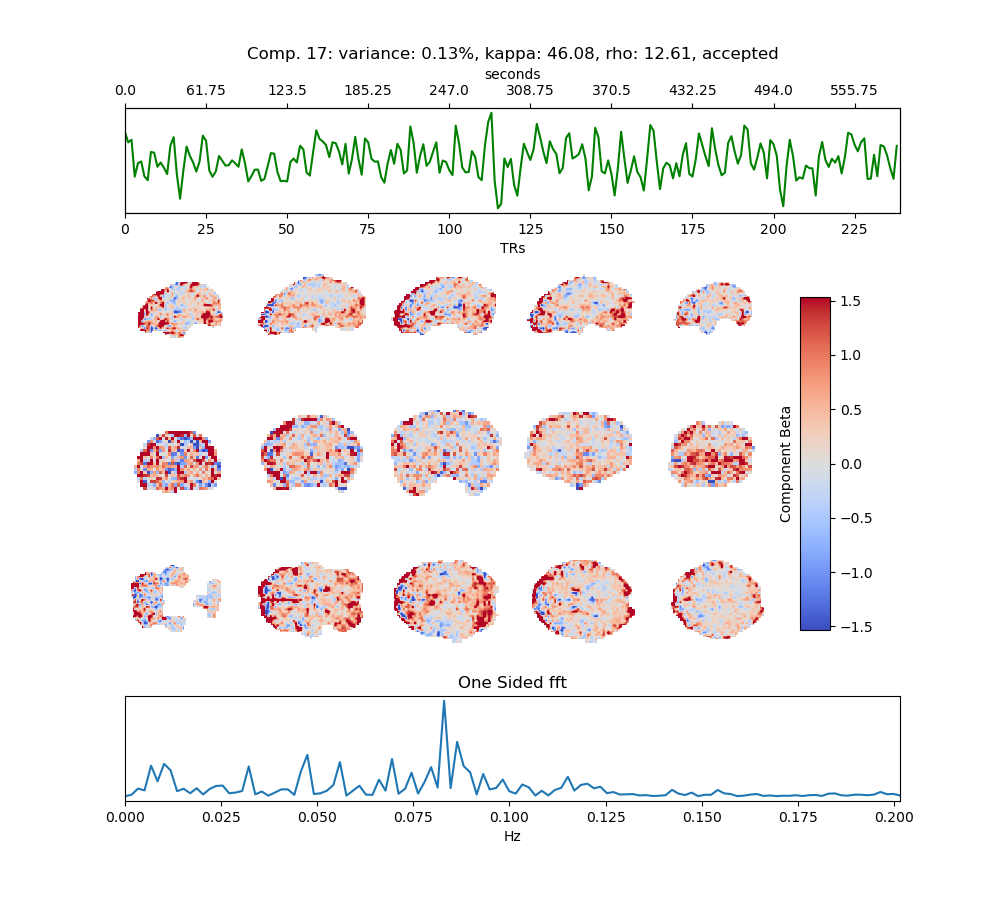 Comp. 17: variance: 0.13%, kappa: 46.08, rho: 12.61, accepted
seconds
0.0 61.75 123.5 185.25 247.0 308.75 370.5 432.25 494.0 555.75
0 25 50 75 100 125 150 175 200 225
TRs
1.5
1.0
0.5
0.0
−0.5
−1.0
−1.5
Component Beta
One Sided fft
0.000 0.025 0.050 0.075 0.100 0.125 0.150 0.175 0.200
Hz